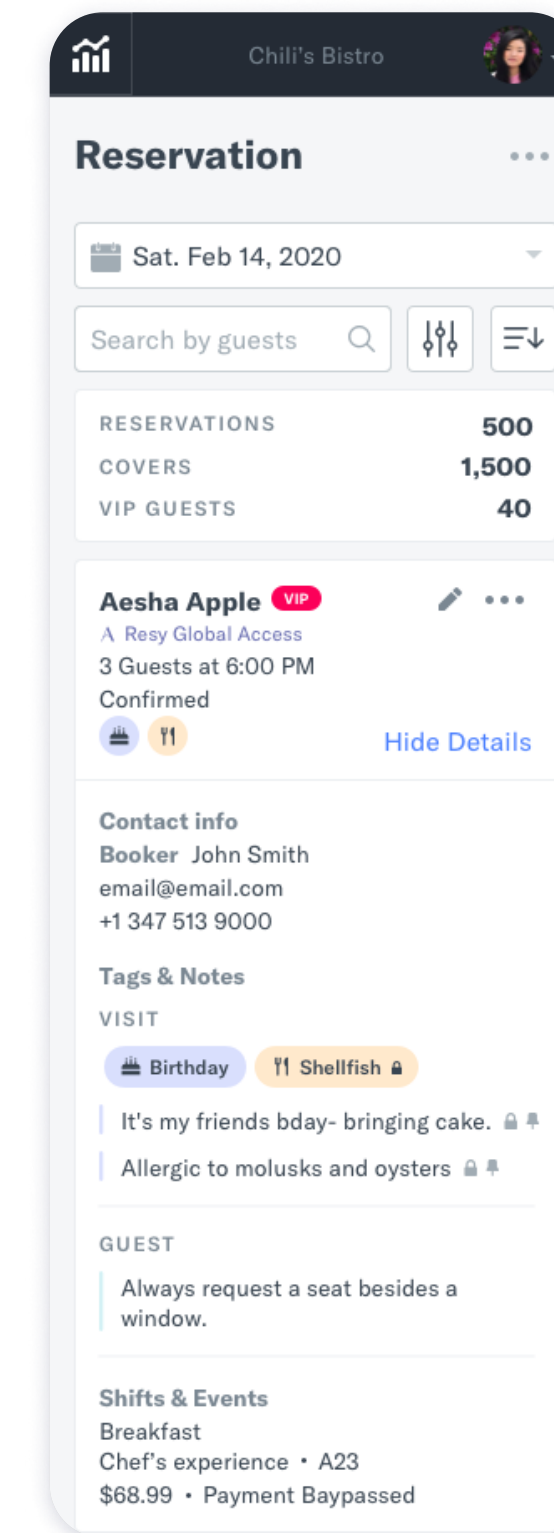 Chili's Bistro
Reservation
Sat. Feb 14, 2020
Search by guests
RESERVATIONS 500
COVERS 1,500
VIP GUESTS 40
Aesha Apple VIP
Resy Global Access
3 Guests at 6:00 PM
Confirmed
Hide Details
Contact info
Booker John Smith
email@email.com
+1 347 513 9000
Tags & Notes
VISIT
Birthday Shellfish
It's my friends bday- bringing cake.
Allergic to molusks and oysters
GUEST
Always request a seat besides a
window.
Shifts & Events
Breakfast
Chef's experience • A23
$68.99 • Payment Baypassed